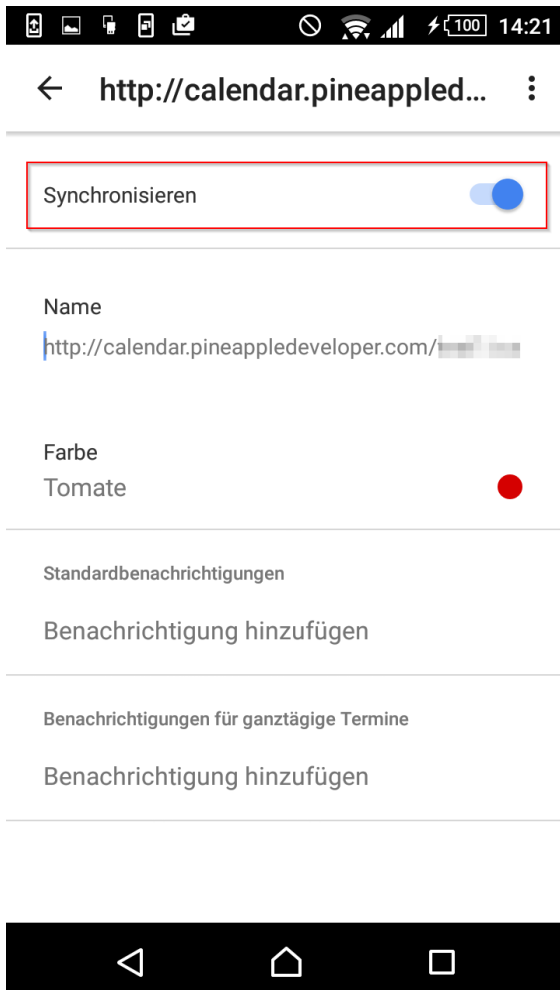 100 14:21
http://calendar.pineappled...
Synchronisieren
Name
http://calendar.pineappledeveloper.com/
Farbe
Tomate
Standardbenachrichtigungen
Benachrichtigung hinzufügen
Benachrichtigungen für ganztägige Termine
Benachrichtigung hinzufügen